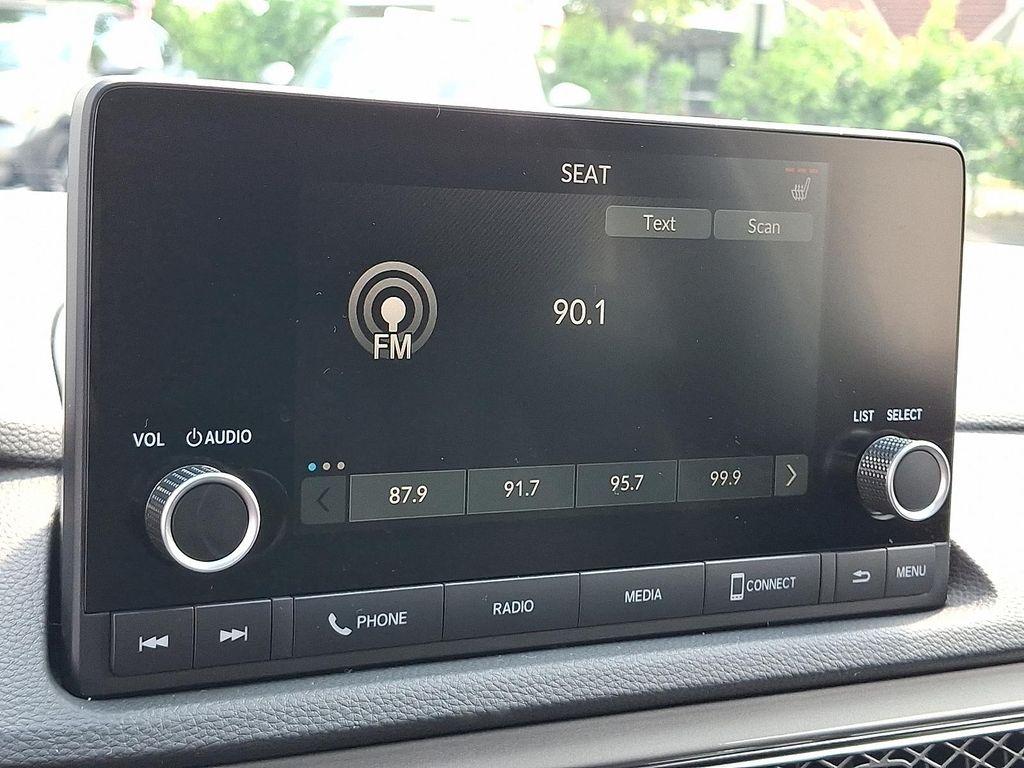 SEAT
Text Scan
90.1
FM
LIST SELECT
VOL AUDIO
87.9 91.7 95.7 99.9
PHONE RADIO MEDIA CONNECT MENU